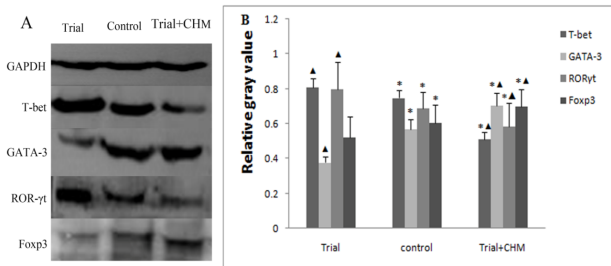 A
Trial
Control
Trial+CHM
GAPDH
T-bet
GATA-3
ROR-γt
Foxp3
B
Relative gray value
1.2
1
0.8
0.6
0.4
0.2
0
▲
▲
▲
*
*
*
*
*▲
*▲
*▲
*▲
Trial
control
Trial+CHM
T-bet
GATA-3
RORγt
Foxp3